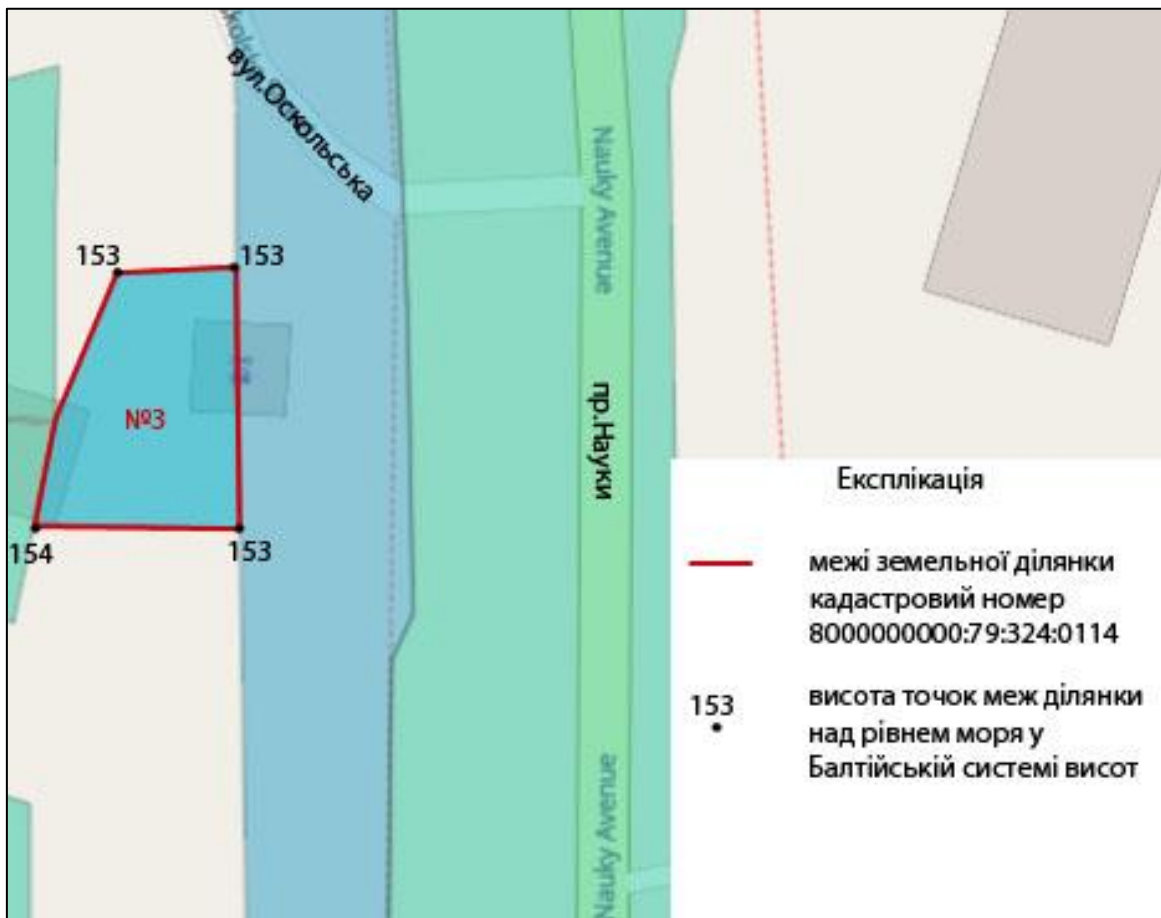 вул.Оскольська
Nauky Avenue
153
153
№3
пр.Науки
154
153
Експлікація
межі земельної ділянки
кадастровий номер
8000000000:79:324:0114
153
висота точок меж ділянки
над рівнем моря у
Балтійській системі висот
Nauky Avenue